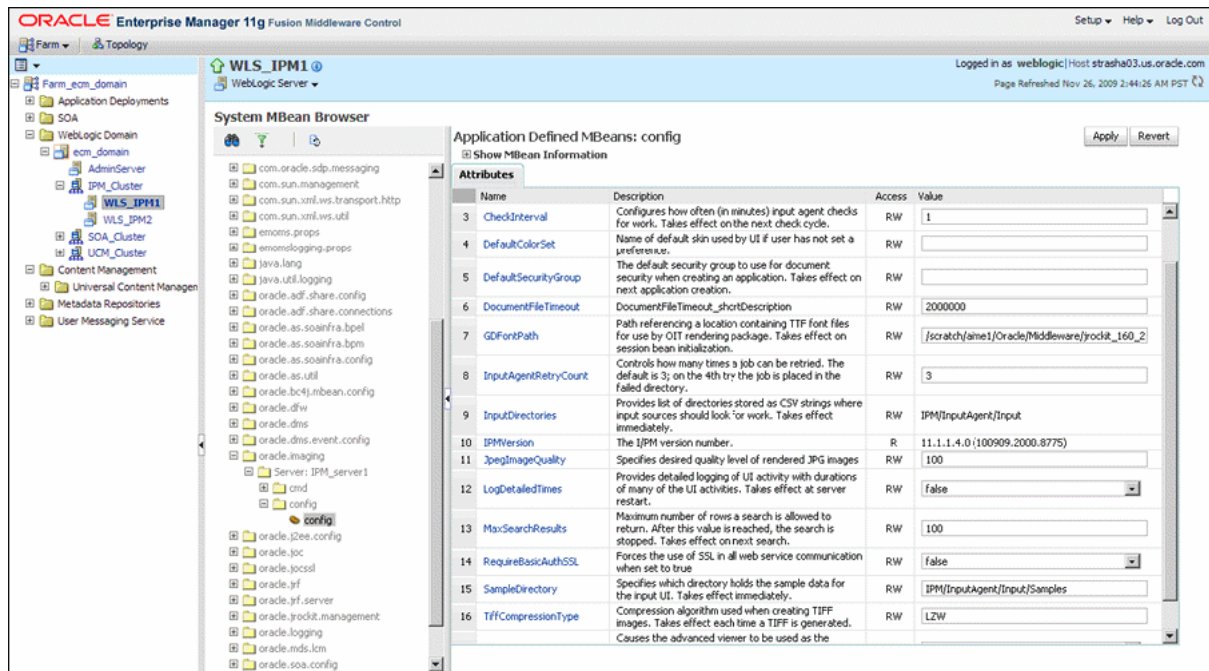 ORACLE Enterprise Manager 11g Fusion Middleware Control
Setup Help Log Out
Farm Topology
Farm_ecm_domain
Application Deployments
SOA
WebLogic Domain
ecm_domain
AdminServer
IPM_Cluster
WLS_IPM1
WLS_IPM2
SOA_Cluster
UCM_Cluster
Content Management
Universal Content Managen
Metadata Repositories
User Messaging Service
WLS_IPM1
WebLogic Server
Logged in as weblogic|Host strasha03.us.oracle.com
Page Refreshed Nov 26, 2009 2:44:26 AM PST
System MBean Browser
com.oracle.sdp.messaging
com.sun.management
com.sun.xml.ws.transport.http
com.sun.xml.ws.util
emoms.props
emomslogging.props
java.lang
java.util.logging
oracle.adf.share.config
oracle.adf.share.connections
oracle.as.soainfra.bpel
oracle.as.soainfra.bpm
oracle.as.soainfra.config
oracle.as.util
oracle.bc4j.mbean.config
oracle.dfw
oracle.dms
oracle.dms.event.config
oracle.imaging
Server: IPM_server1
cmd
config
config
oracle.j2ee.config
oracle.joc
oracle.jocssl
oracle.jrf
oracle.jrf.server
oracle.jrockit.management
oracle.logging
oracle.mds.lcm
oracle.soa.config
Application Defined MBeans: config
Apply Revert
Show MBean Information
Attributes
Name Description Access Value
3 CheckInterval Configures how often (in minutes) input agent checks RW 1
for work. Takes effect on the next check cycle.
4 DefaultColorSet Name of default skin used by UI if user has not set a RW
preference.
5 DefaultSecurityGroup The default security group to use for document RW
security when creating an application. Takes effect on
next application creation.
6 DocumentFileTimeout DocumentFileTimeout_shortDescription RW 2000000
7 GDFontPath Path referencing a location containing TTF font files RW /scratch/aime1/Oracle/Middleware/jrockit_160_2
for use by OIT rendering package. Takes effect on
session bean initialization.
8 InputAgentRetryCount Controls how many times a job can be retried. The RW 3
default is 3; on the 4th try the job is placed in the
failed directory.
9 InputDirectories Provides list of directories stored as CSV strings where RW IPM/InputAgent/Input
input sources should look for work. Takes effect
immediately.
10 IPMVersion The I/PM version number. R 11.1.1.4.0 (100909.2000.8775)
11 JpegImageQuality Specifies desired quality level of rendered JPG images RW 100
12 LogDetailedTimes Provides detailed logging of UI activity with durations RW false
of many of the UI activities. Takes effect at server
restart.
13 MaxSearchResults Maximum number of rows a search is allowed to RW 100
return. After this value is reached, the search is
stopped. Takes effect on next search.
14 RequireBasicAuthSSL Forces the use of SSL in all web service communication RW false
when set to true
15 SampleDirectory Specifies which directory holds the sample data for RW IPM/InputAgent/Input/Samples
the input UI. Takes effect immediately.
16 TiffCompressionType Compression algorithm used when creating TIFF RW LZW
images. Takes effect each time a TIFF is generated.
Causes the advanced viewer to be used as the